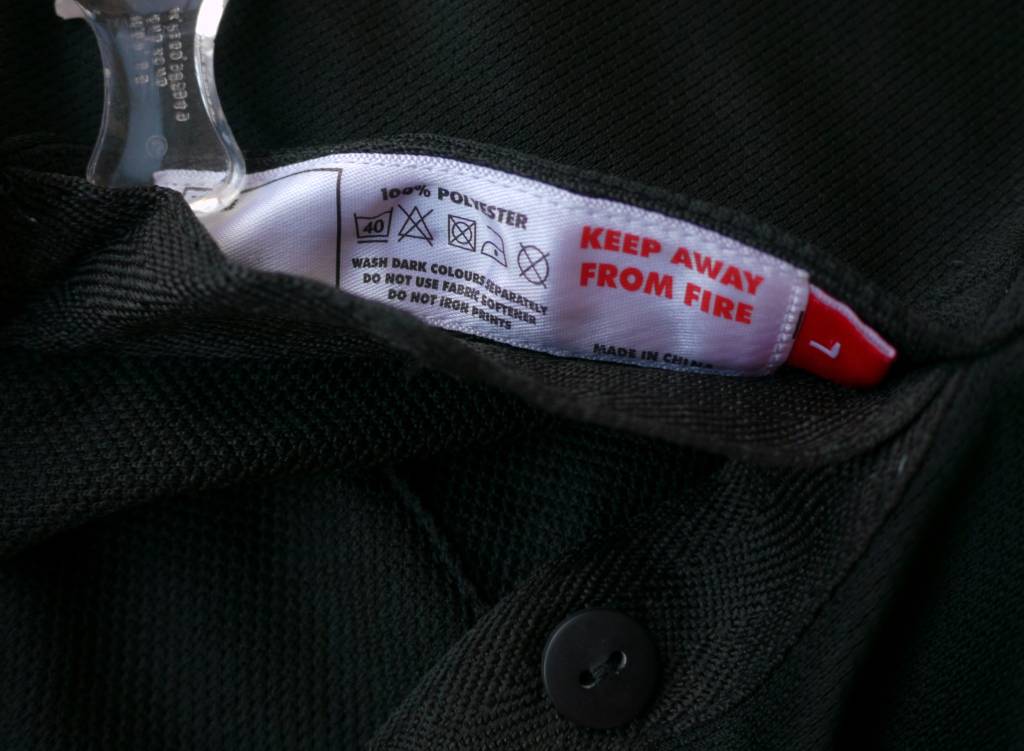 100% POLYESTER
40
WASH DARK COLOURS SEPARATELY
DO NOT USE FABRIC SOFTENER
DO NOT IRON PRINTS
KEEP AWAY
FROM FIRE
MADE IN CHINA
L